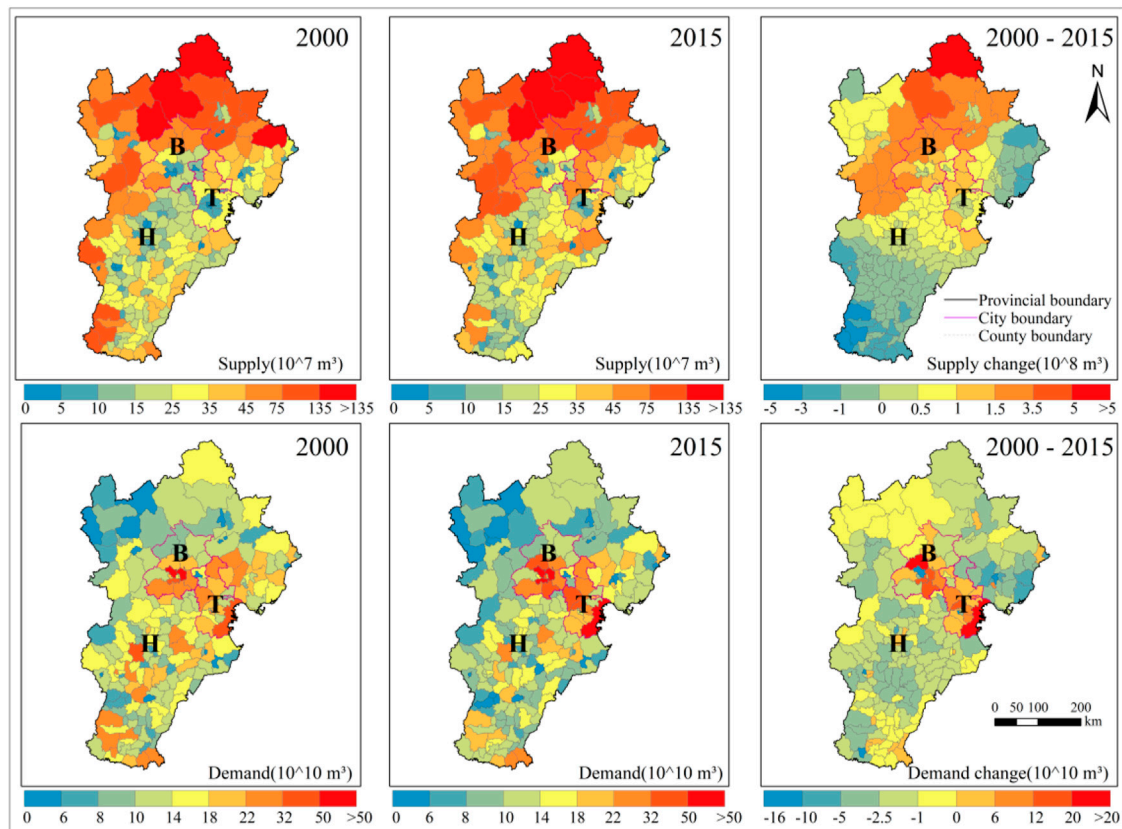 2000
B
T
H
Supply(10^7 m³)
0 5 10 15 25 35 45 75 135 >135
2015
B
T
H
Supply(10^7 m³)
0 5 10 15 25 35 45 75 135 >135
2000 - 2015
N
B
T
H
Provincial boundary
City boundary
County boundary
Supply change(10^8 m³)
-5 -3 -1 0 0.5 1 1.5 3.5 5 >5
2000
B
T
H
Demand(10^10 m³)
0 6 8 10 14 18 22 32 50 >50
2015
B
T
H
Demand(10^10 m³)
0 6 8 10 14 18 22 32 50 >50
2000 - 2015
B
T
H
0 50 100 200
km
Demand change(10^10 m³)
-16 -10 -5 -2.5 -1 0 6 12 20 >20